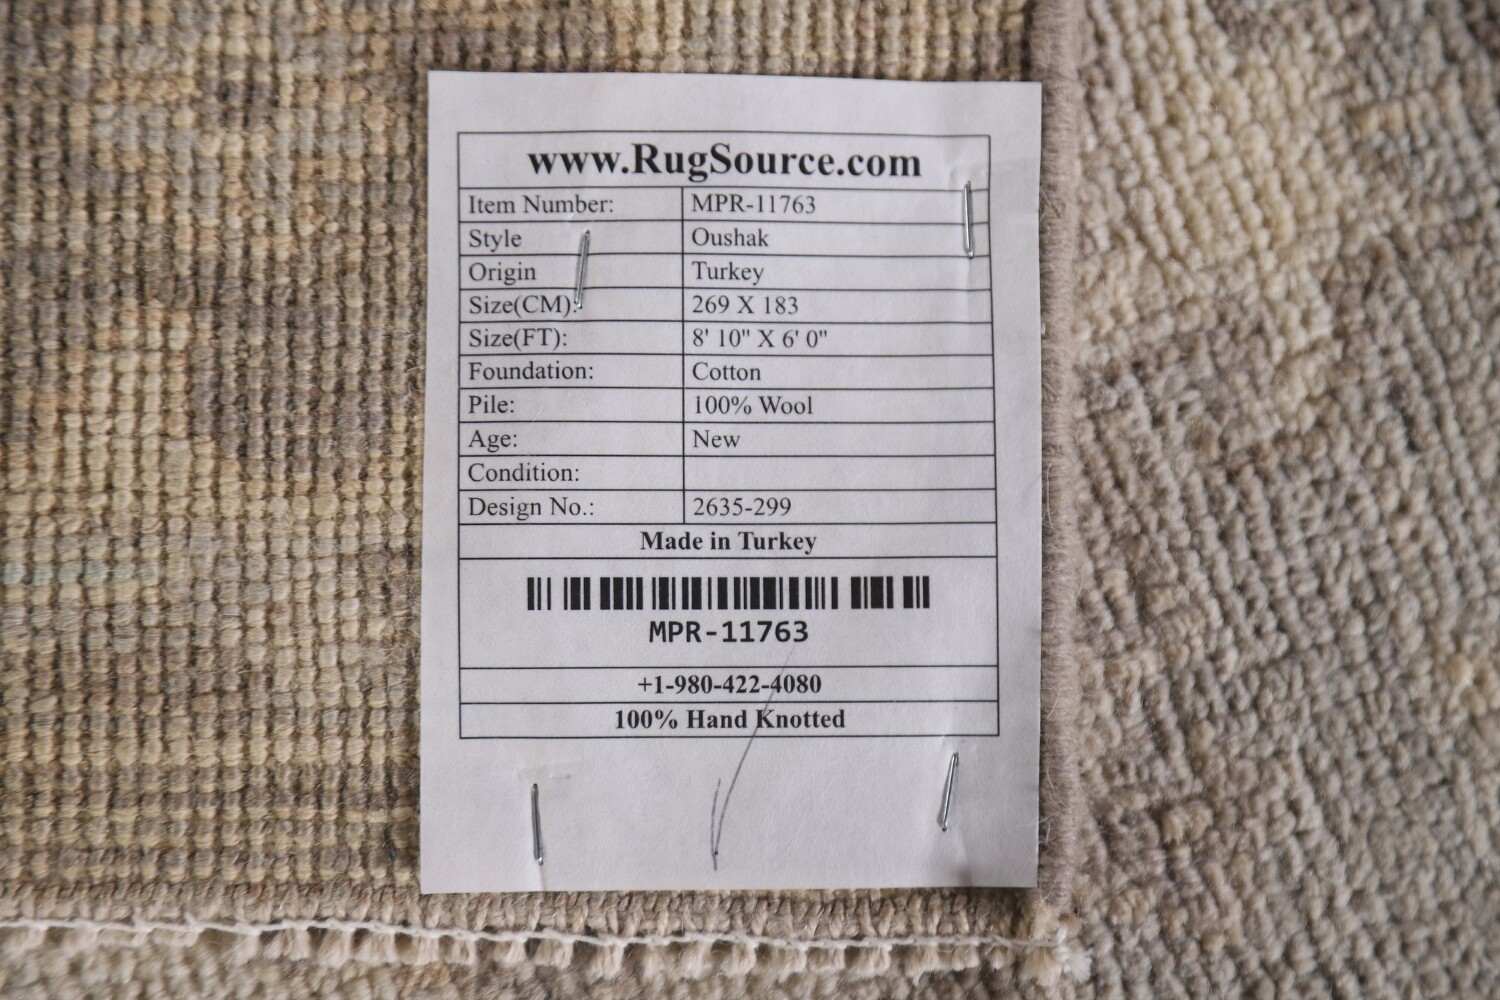 www.RugSource.com
Item Number: MPR-11763
Style Oushak
Origin Turkey
Size(CM): 269 X 183
Size(FT): 8' 10" X 6' 0"
Foundation: Cotton
Pile: 100% Wool
Age: New
Condition:
Design No.: 2635-299
Made in Turkey
MPR-11763
+1-980-422-4080
100% Hand Knotted